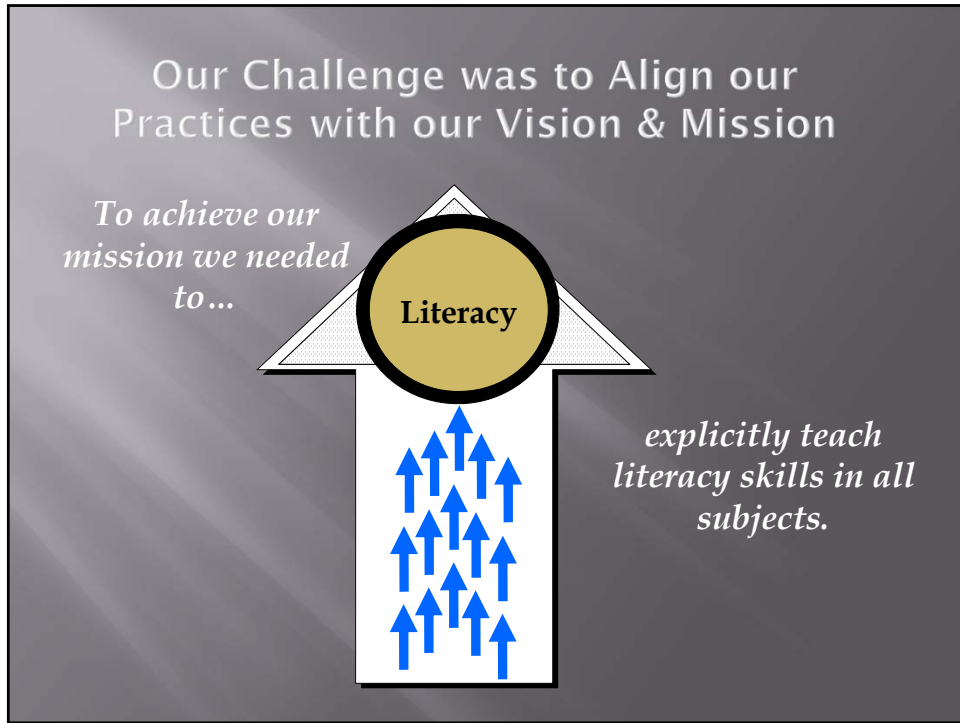 Our Challenge was to Align our
Practices with our Vision & Mission
To achieve our
mission we needed
to…
Literacy
explicitly teach
literacy skills in all
subjects.